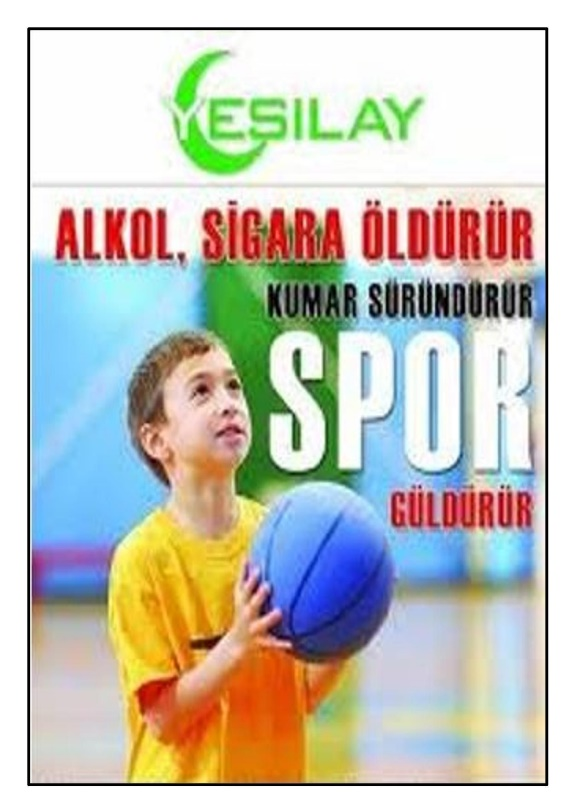 YESILAY
ALKOL, SİGARA ÖLDÜRÜR
KUMAR SÜRÜNDÜRÜR
SPOR
GÜLDÜRÜR